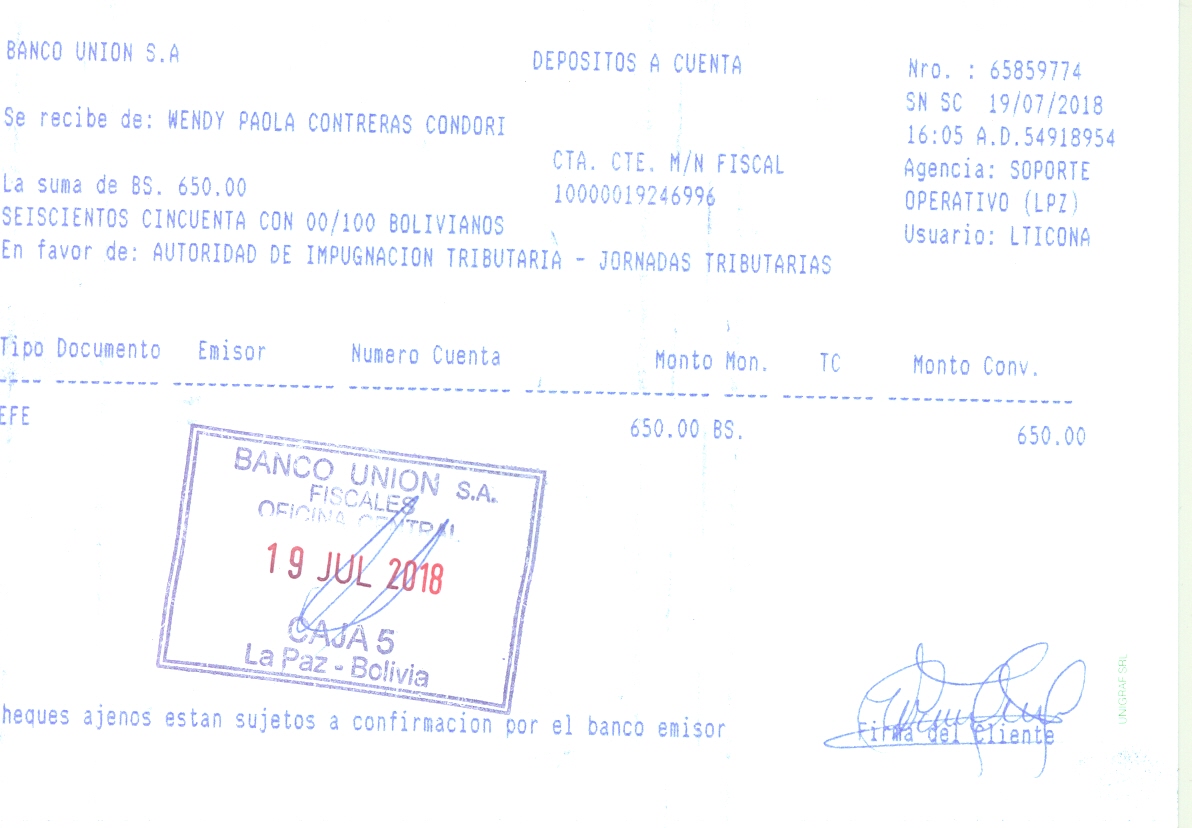 BANCO UNION S.A
DEPOSITOS A CUENTA
Nro. : 65859774
SN SC 19/07/2018
16:05 A.D.54918954
Agencia: SOPORTE
OPERATIVO (LPZ)
Usuario: LTICONA
Se recibe de: WENDY PAOLA CONTRERAS CONDORI
CTA. CTE. M/N FISCAL
10000019246996
La suma de BS. 650.00
SEISCIENTOS CINCUENTA CON 00/100 BOLIVIANOS
En favor de: AUTORIDAD DE IMPUGNACION TRIBUTARIA - JORNADAS TRIBUTARIAS
Tipo Documento Emisor Numero Cuenta Monto Mon. TC Monto Conv.
EFE 650.00 BS. 650.00
BANCO UNION S.A.
FISCALES
OFICINA CENTRAL
19 JUL 2018
CAJA 5
La Paz - Bolivia
heques ajenos estan sujetos a confirmacion por el banco emisor
Firma del Cliente
UNIGRAF SRL